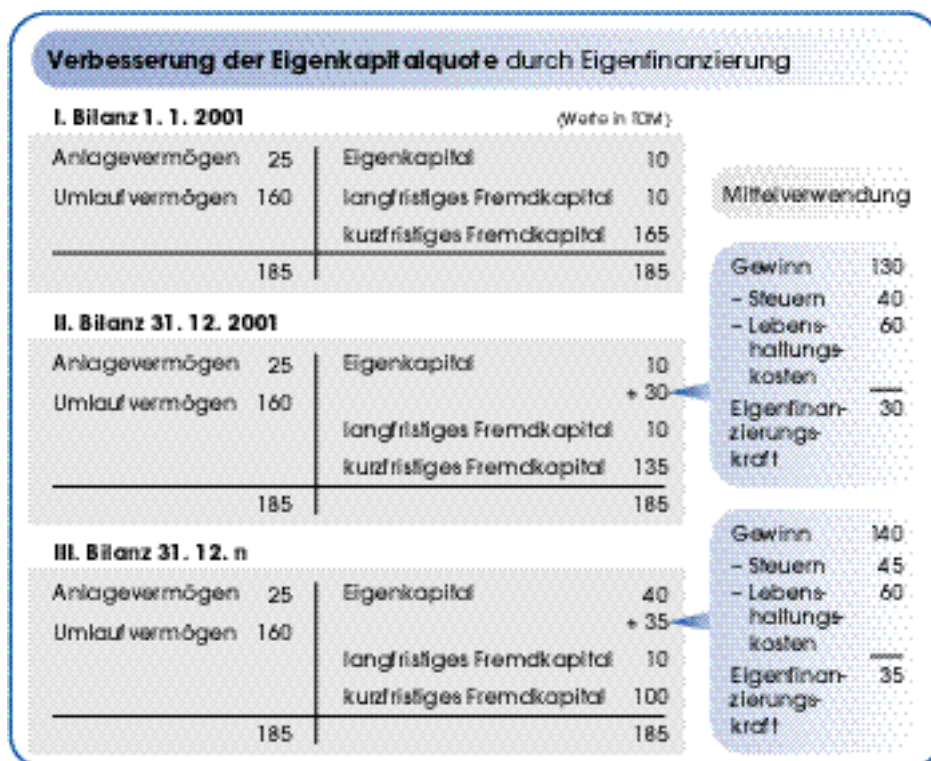 Verbesserung der Eigenkapitalquote durch Eigenfinanzierung
I. Bilanz 1. 1. 2001 (Werte in TDM)
Anlagevermögen 25 Eigenkapital 10
Umlaufvermögen 160 langfristiges Fremdkapital 10
kurzfristiges Fremdkapital 165
185 185
II. Bilanz 31. 12. 2001
Anlagevermögen 25 Eigenkapital 10
+ 30
Umlaufvermögen 160
langfristiges Fremdkapital 10
kurzfristiges Fremdkapital 135
185 185
III. Bilanz 31. 12. n
Anlagevermögen 25 Eigenkapital 40
+ 35
Umlaufvermögen 160
langfristiges Fremdkapital 10
kurzfristiges Fremdkapital 100
185 185
Mittelverwendung
Gewinn 130
– Steuern 40
– Lebens- 60
haltungs-
kosten
Eigenfinan- 30
zierungs-
kraft
Gewinn 140
– Steuern 45
– Lebens- 60
haltungs-
kosten
Eigenfinan- 35
zierungs-
kraft